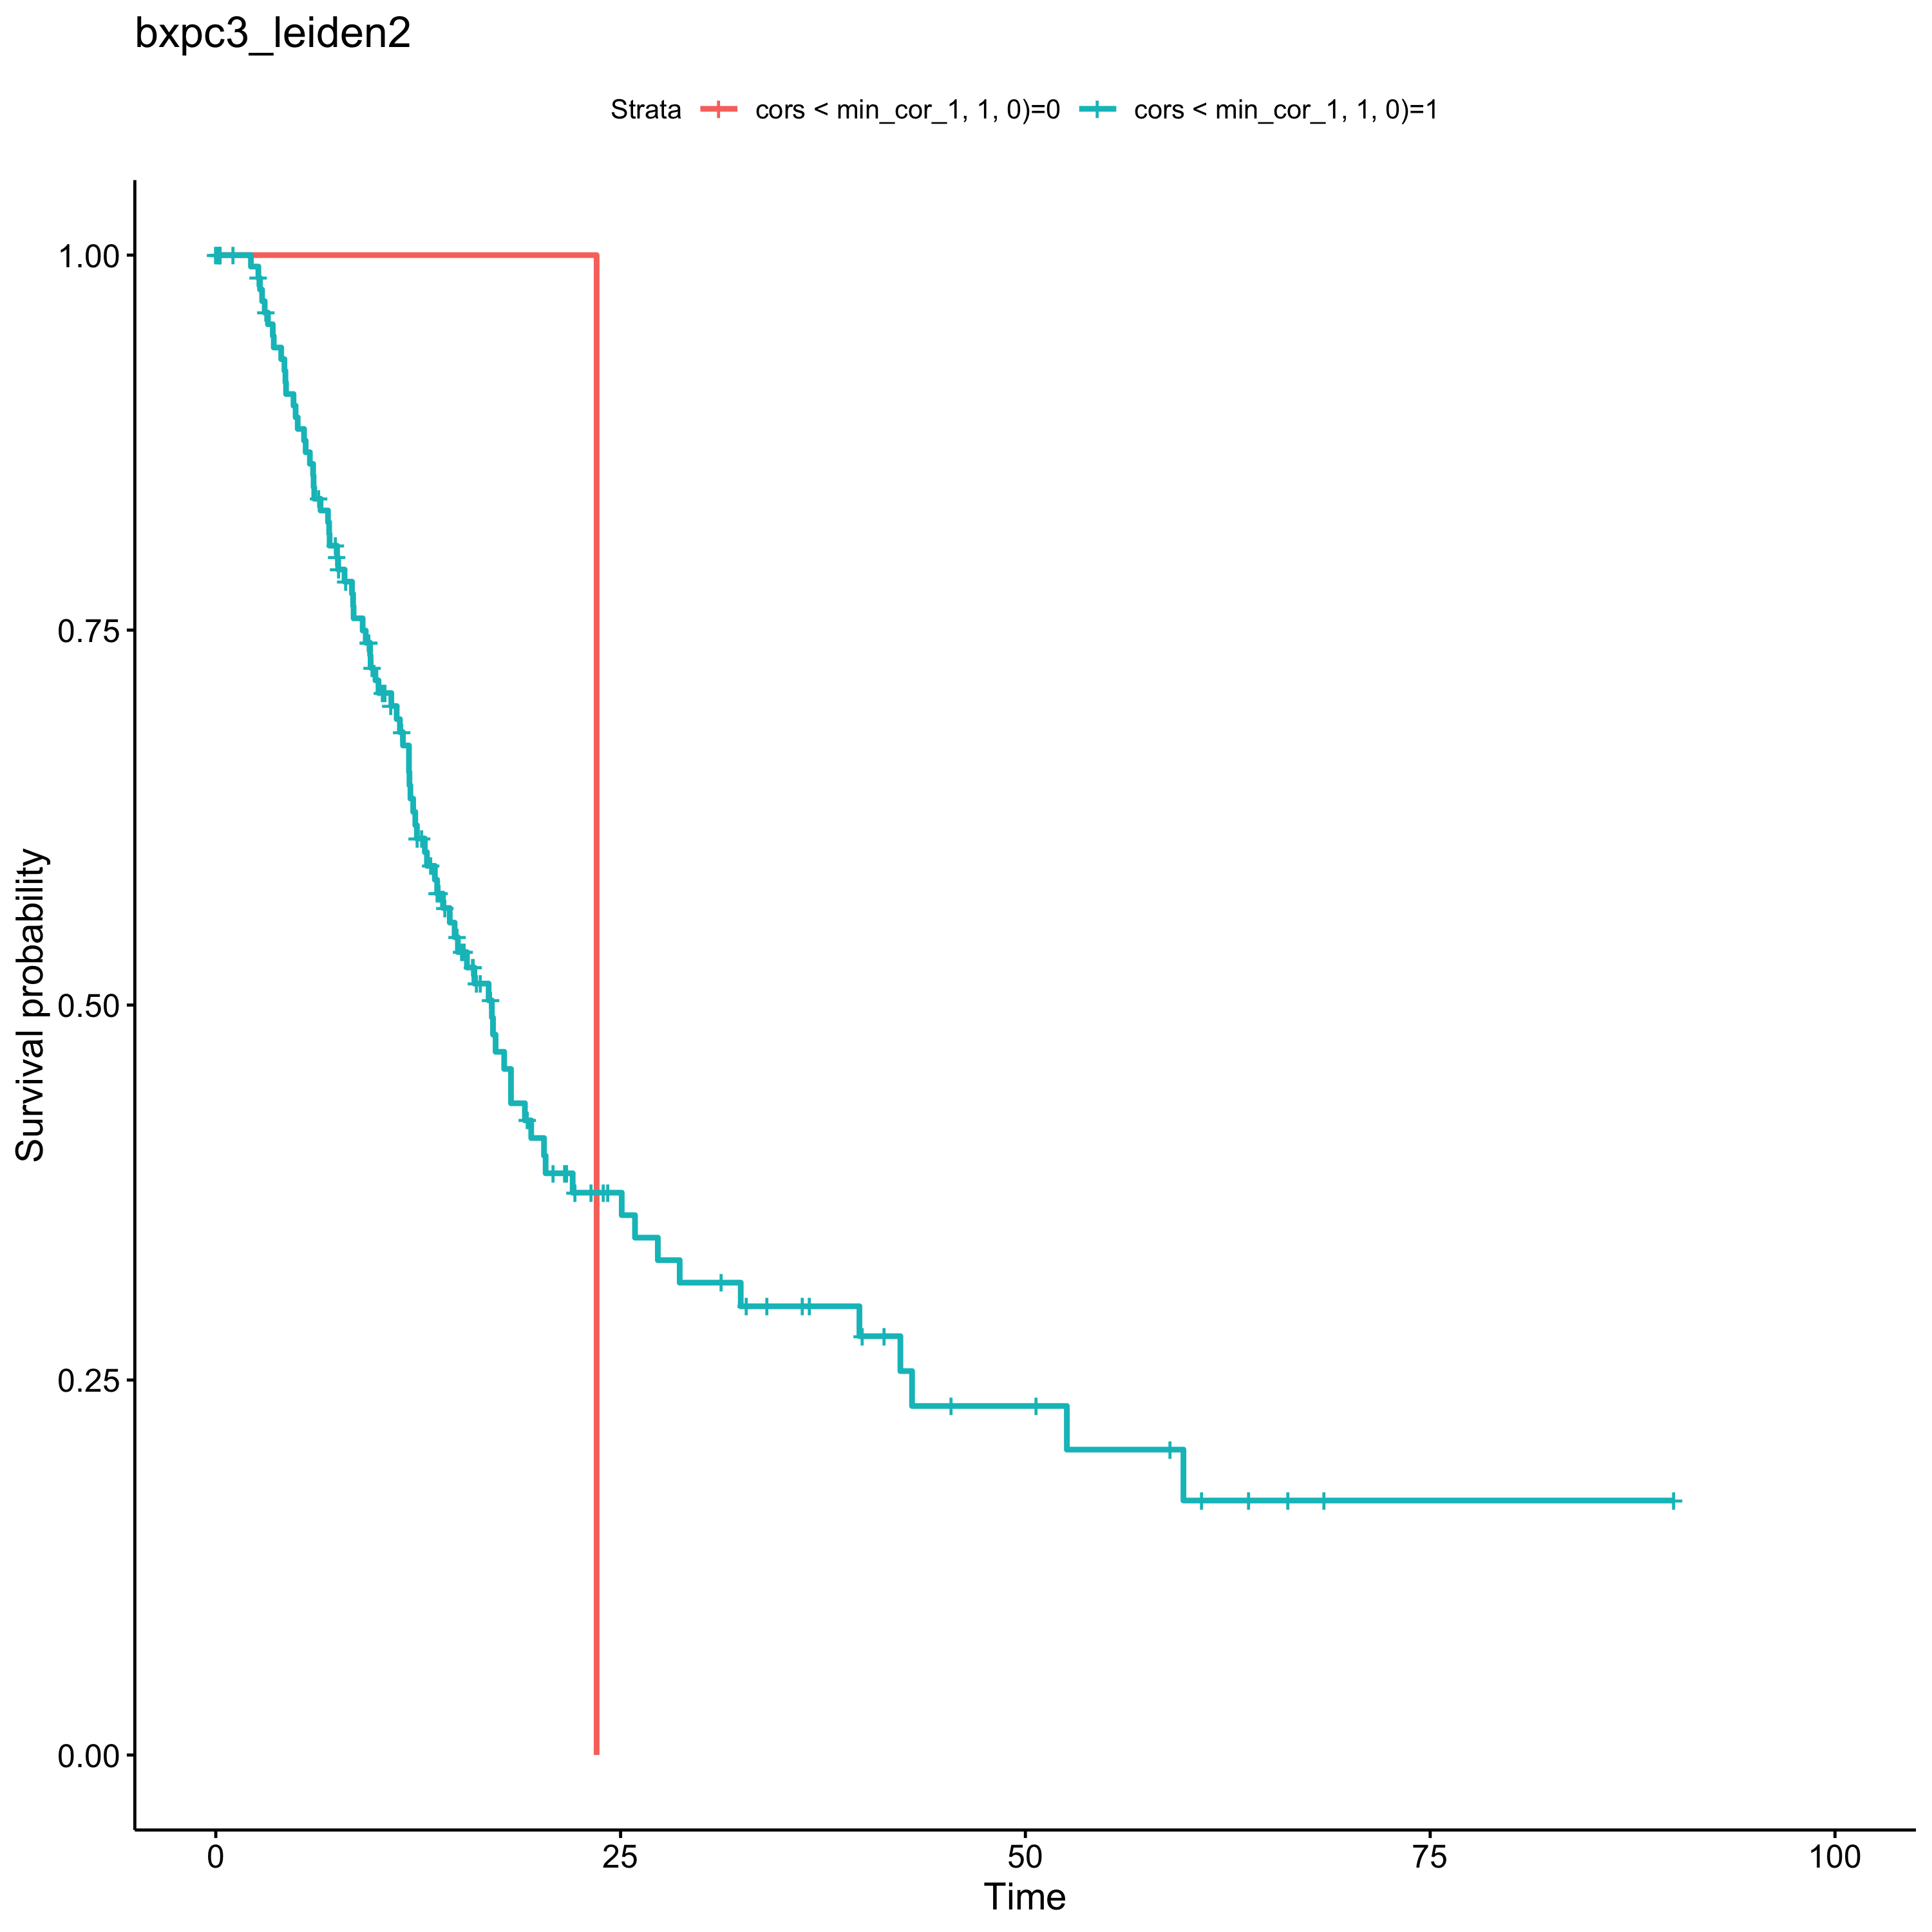 bxpc3_leiden2
Strata cors < min_cor_1, 1, 0)=0 cors < min_cor_1, 1, 0)=1
1.00
0.75
0.50
0.25
0.00
Survival probability
0 25 50 75 100
Time